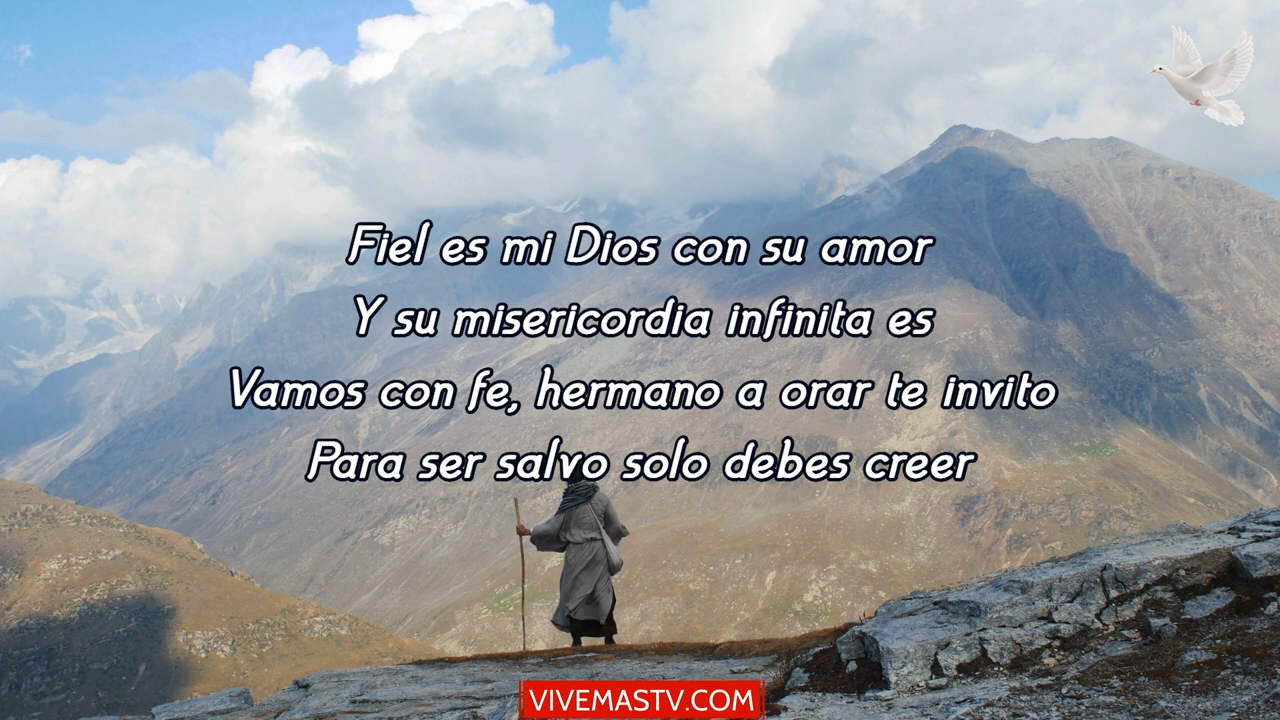 Fiel es mi Dios con su amor
Y su misericordia infinita es
Vamos con fe, hermano a orar te invito
Para ser salvo solo debes creer
VIVEMASTV.COM